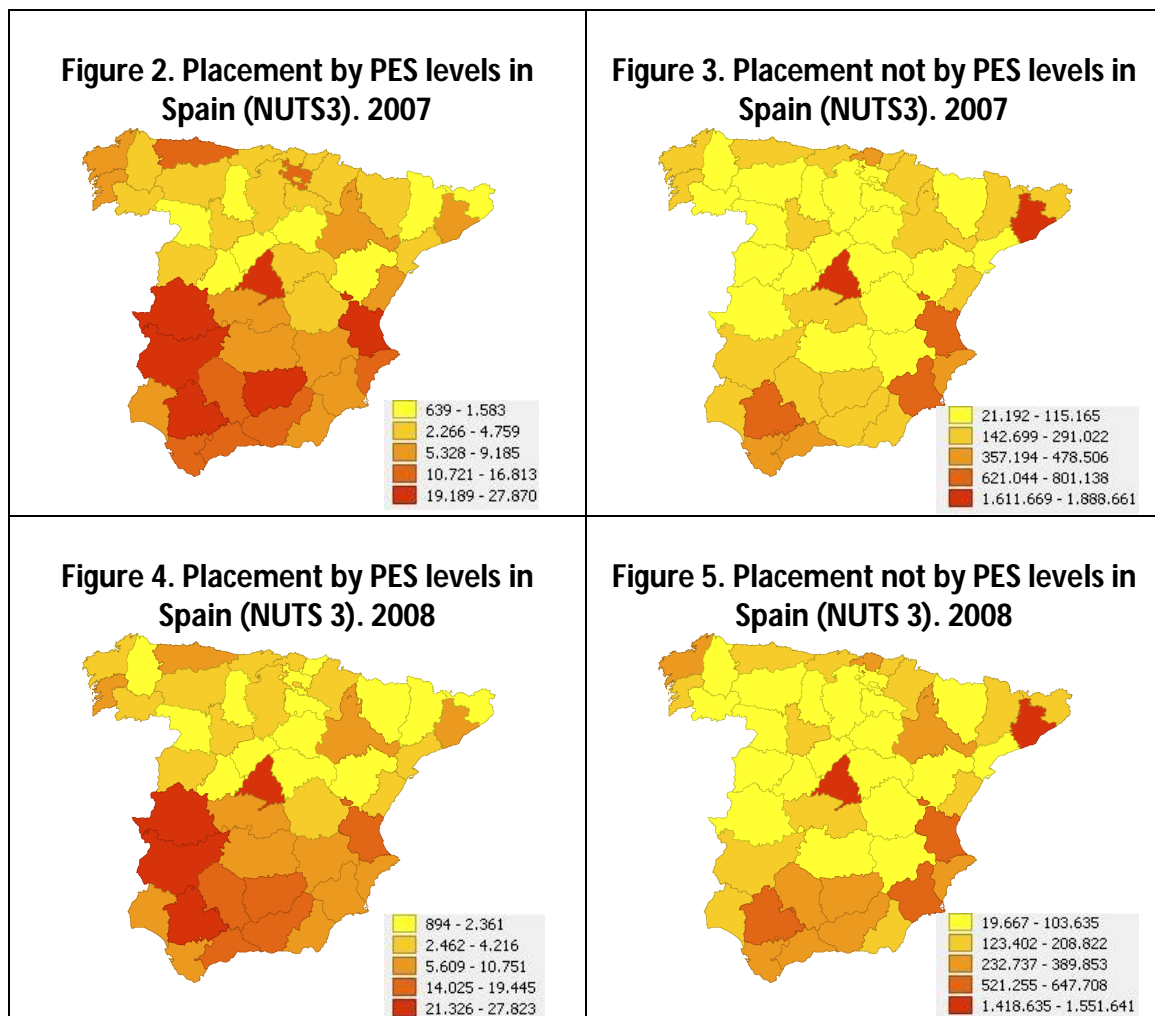 Figure 2. Placement by PES levels in
Spain (NUTS3). 2007
639 - 1.583
2.266 - 4.759
5.328 - 9.185
10.721 - 16.813
19.189 - 27.870
Figure 3. Placement not by PES levels in
Spain (NUTS3). 2007
21.192 - 115.165
142.699 - 291.022
357.194 - 478.506
621.044 - 801.138
1.611.669 - 1.888.661
Figure 4. Placement by PES levels in
Spain (NUTS 3). 2008
894 - 2.361
2.462 - 4.216
5.609 - 10.751
14.025 - 19.445
21.326 - 27.823
Figure 5. Placement not by PES levels in
Spain (NUTS 3). 2008
19.667 - 103.635
123.402 - 208.822
232.737 - 389.853
521.255 - 647.708
1.418.635 - 1.551.641